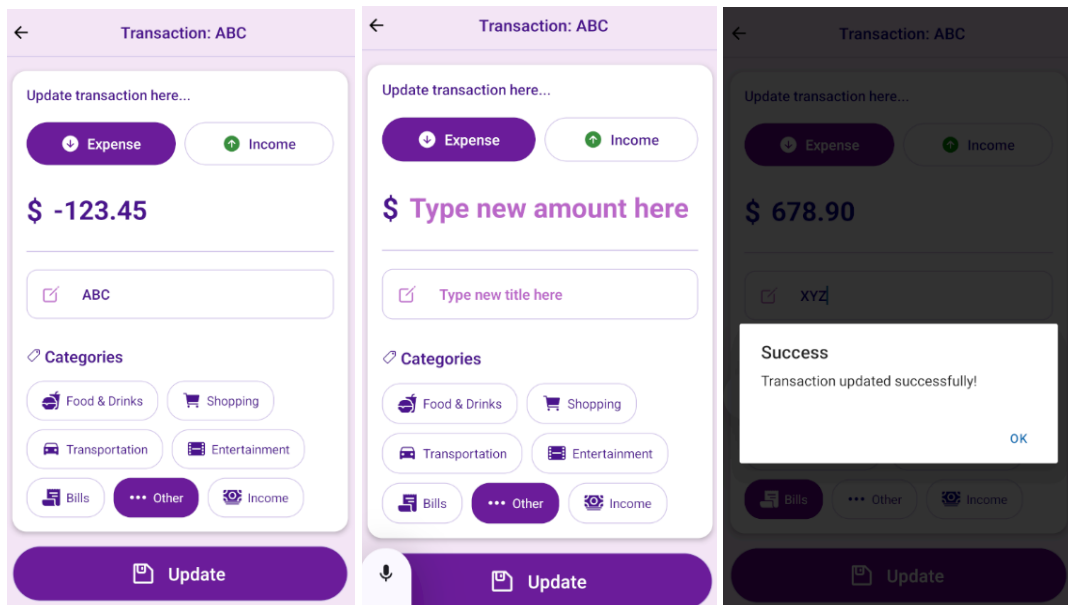 Transaction: ABC
Update transaction here...
Expense
Income
$ -123.45
ABC
Categories
Food & Drinks
Shopping
Transportation
Entertainment
Bills
Other
Income
Update
Transaction: ABC
Update transaction here...
Expense
Income
$ Type new amount here
Type new title here
Categories
Food & Drinks
Shopping
Transportation
Entertainment
Bills
Other
Income
Update
Transaction: ABC
Update transaction here...
Expense
Income
$ 678.90
XYZ
Success
Transaction updated successfully!
OK
Bills
Other
Income
Update